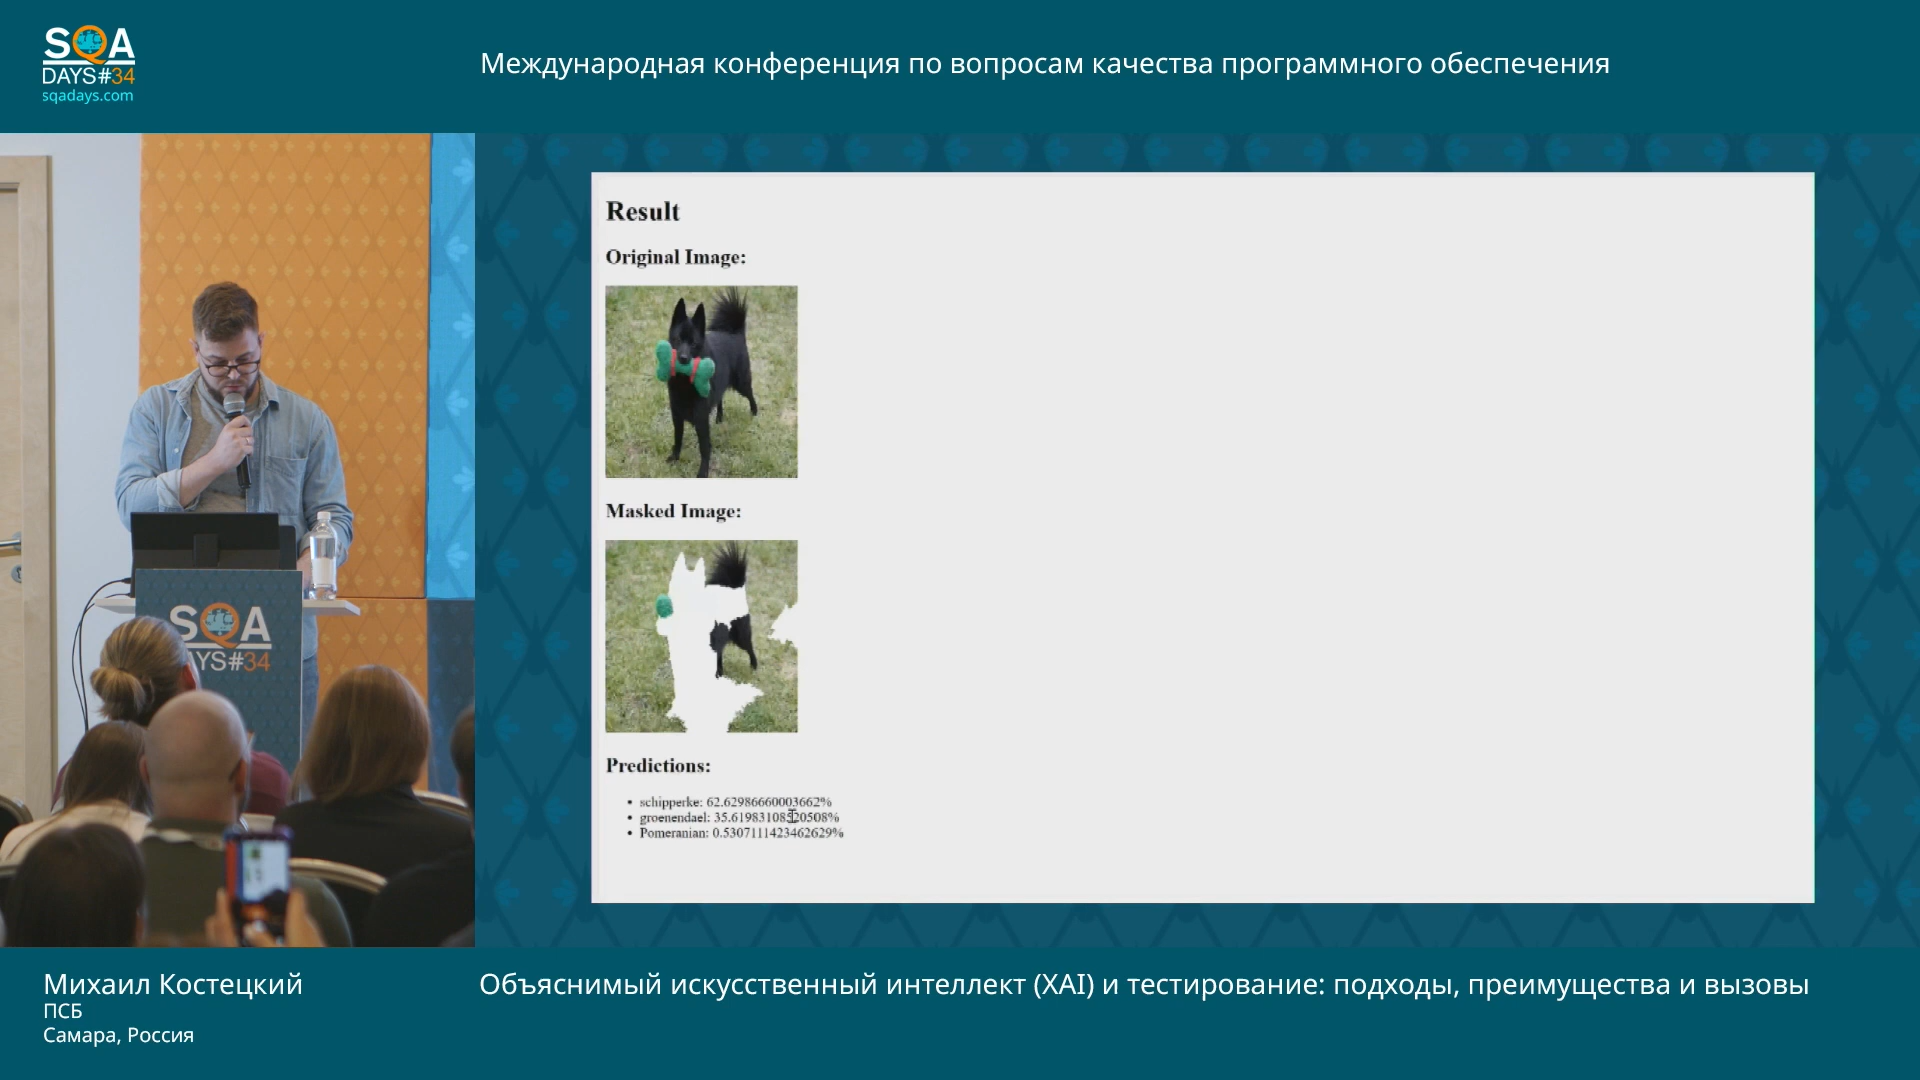 SQA
DAYS#34
sqadays.com
Международная конференция по вопросам качества программного обеспечения
Result
Original Image:
Masked Image:
Predictions:
• schipperke: 62.62986660003662%
• groenendael: 35.6198310520508%
• Pomeranian: 0.5307111423462629%
SQA
AYS#34
Михаил Костецкий
ПСБ
Самара, Россия
Объяснимый искусственный интеллект (XAI) и тестирование: подходы, преимущества и вызовы